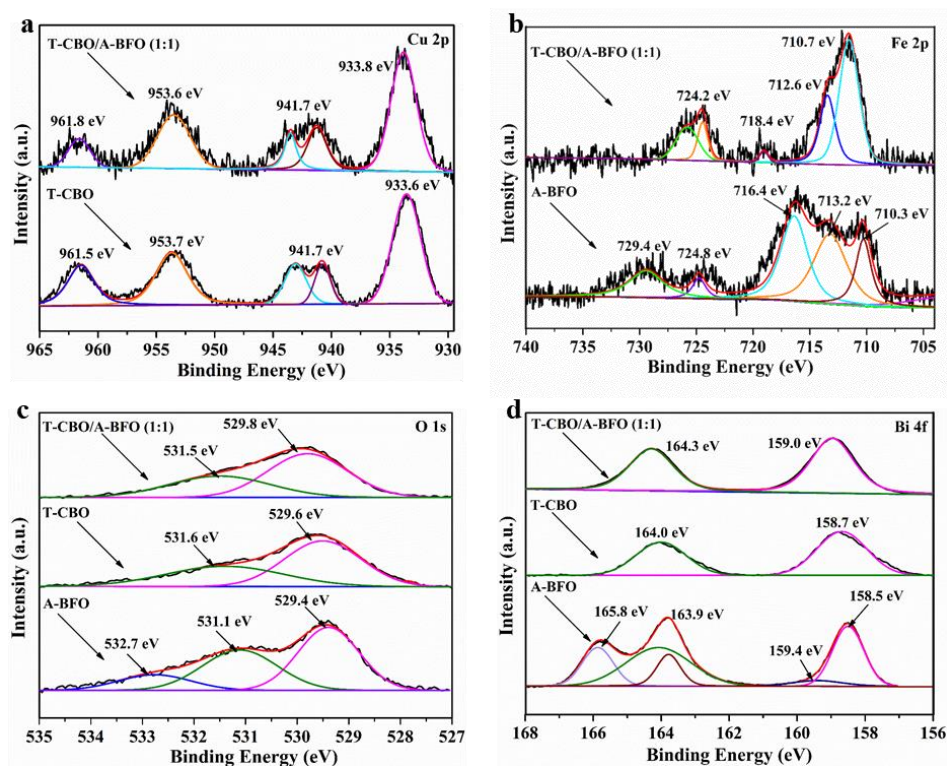 a
Cu 2p
T-CBO/A-BFO (1:1)
933.8 eV
953.6 eV
961.8 eV
941.7 eV
T-CBO
933.6 eV
961.5 eV
953.7 eV
941.7 eV
Intensity (a.u.)
965 960 955 950 945 940 935 930
Binding Energy (eV)
b
Fe 2p
T-CBO/A-BFO (1:1)
710.7 eV
712.6 eV
724.2 eV
718.4 eV
A-BFO
716.4 eV
713.2 eV
710.3 eV
729.4 eV
724.8 eV
Intensity (a.u.)
740 735 730 725 720 715 710 705
Binding Energy (eV)
c
O 1s
T-CBO/A-BFO (1:1)
529.8 eV
531.5 eV
T-CBO
529.6 eV
531.6 eV
A-BFO
529.4 eV
531.1 eV
532.7 eV
Intensity (a.u.)
535 534 533 532 531 530 529 528 527
Binding Energy (eV)
d
Bi 4f
T-CBO/A-BFO (1:1)
164.3 eV
159.0 eV
T-CBO
164.0 eV
158.7 eV
A-BFO
165.8 eV
163.9 eV
158.5 eV
159.4 eV
Intensity (a.u.)
168 166 164 162 160 158 156
Binding Energy (eV)